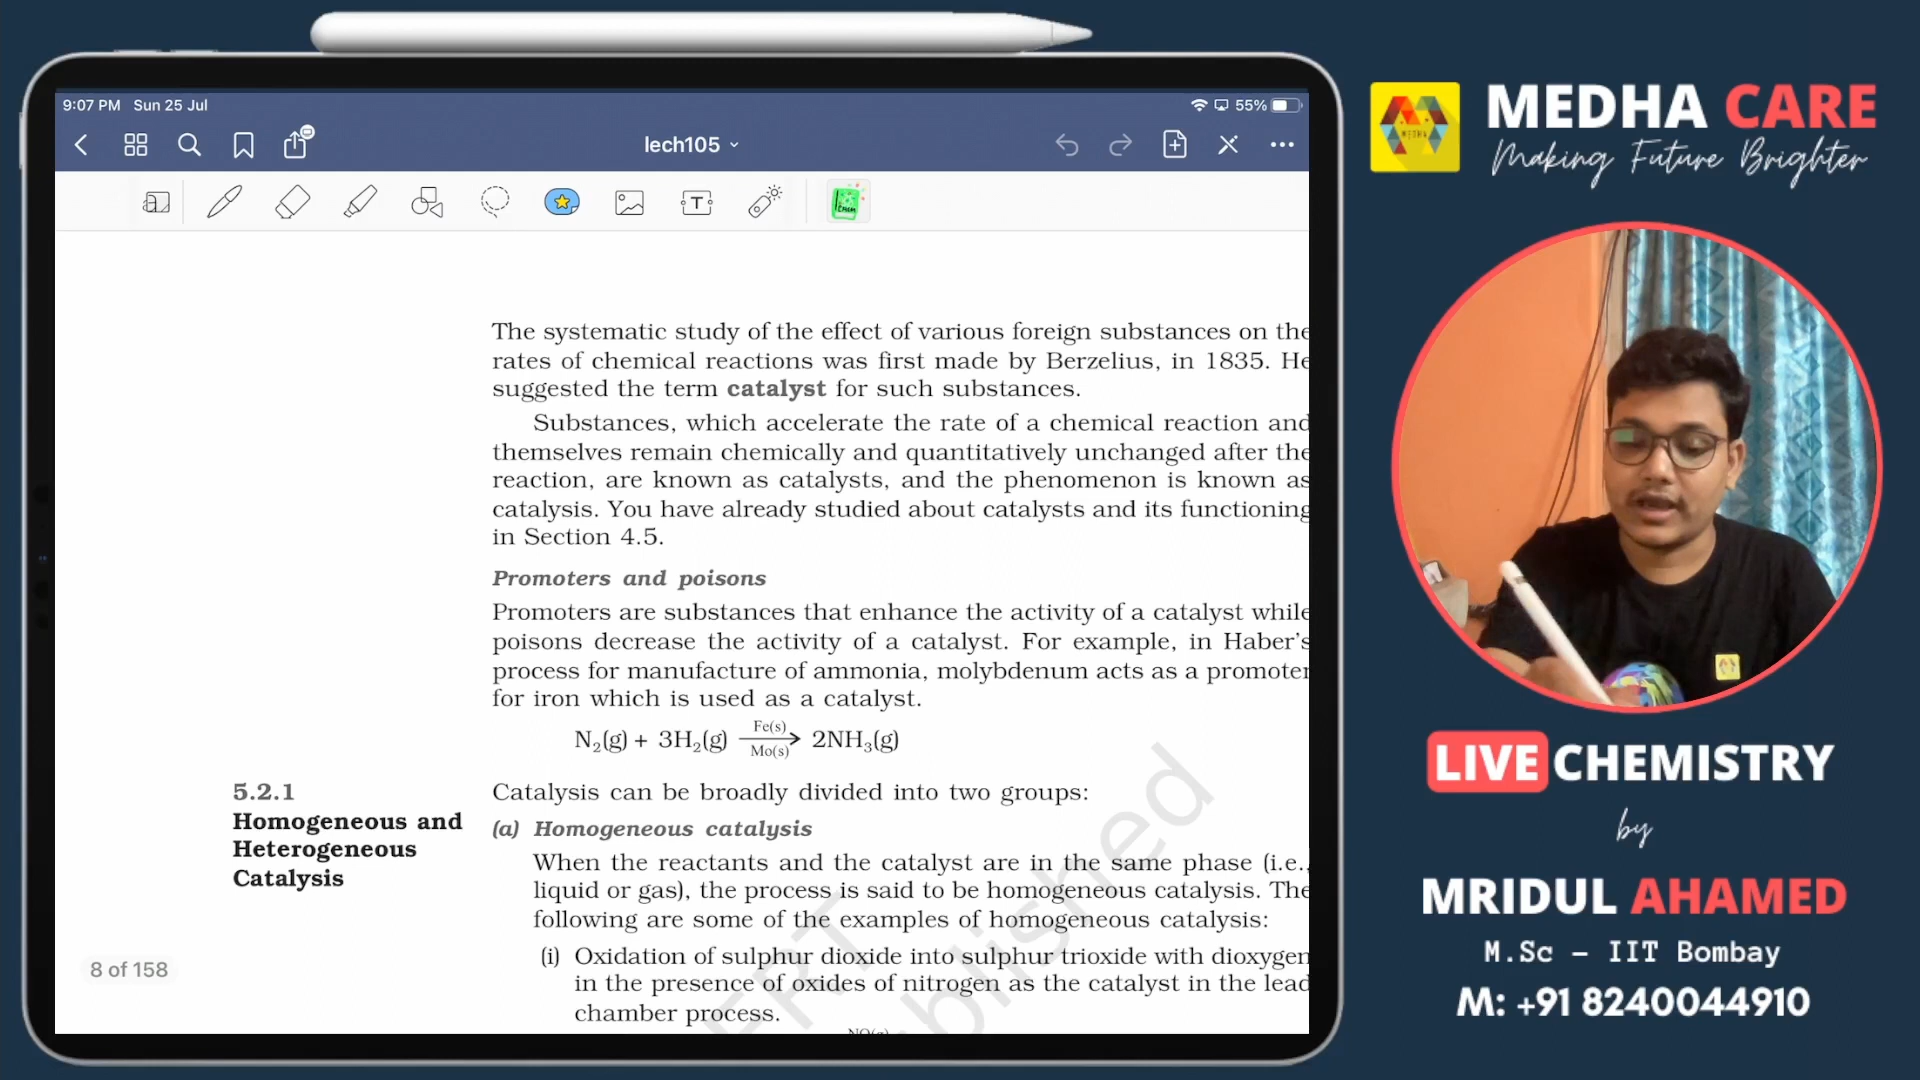 9:07 PM Sun 25 Jul
55%
lech105
The systematic study of the effect of various foreign substances on the
rates of chemical reactions was first made by Berzelius, in 1835. He
suggested the term catalyst for such substances.
Substances, which accelerate the rate of a chemical reaction and
themselves remain chemically and quantitatively unchanged after the
reaction, are known as catalysts, and the phenomenon is known as
catalysis. You have already studied about catalysts and its functioning
in Section 4.5.
Promoters and poisons
Promoters are substances that enhance the activity of a catalyst while
poisons decrease the activity of a catalyst. For example, in Haber's
process for manufacture of ammonia, molybdenum acts as a promoter
for iron which is used as a catalyst.
Fe(s)
N₂(g) + 3H₂(g) ⟶ 2NH₃(g)
Mo(s)
5.2.1
Homogeneous and
Heterogeneous
Catalysis
Catalysis can be broadly divided into two groups:
(a) Homogeneous catalysis
When the reactants and the catalyst are in the same phase (i.e.,
liquid or gas), the process is said to be homogeneous catalysis. The
following are some of the examples of homogeneous catalysis:
(i) Oxidation of sulphur dioxide into sulphur trioxide with dioxygen
in the presence of oxides of nitrogen as the catalyst in the lead
chamber process.
8 of 158
MEDHA CARE
Making Future Brighter
MEDHA
LIVE CHEMISTRY
by
MRIDUL AHAMED
M.Sc – IIT Bombay
M: +91 8240044910